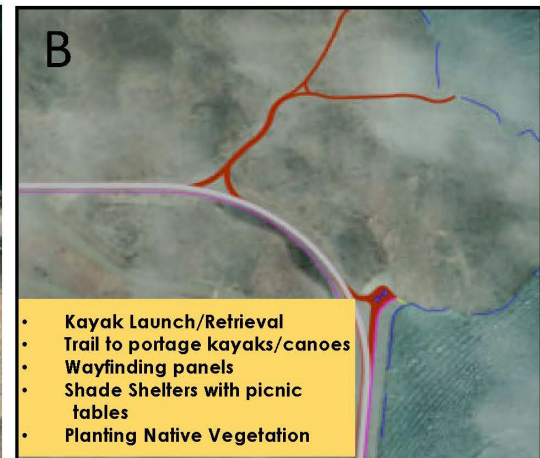 B
• Kayak Launch/Retrieval
• Trail to portage kayaks/canoes
• Wayfinding panels
• Shade Shelters with picnic
tables
• Planting Native Vegetation